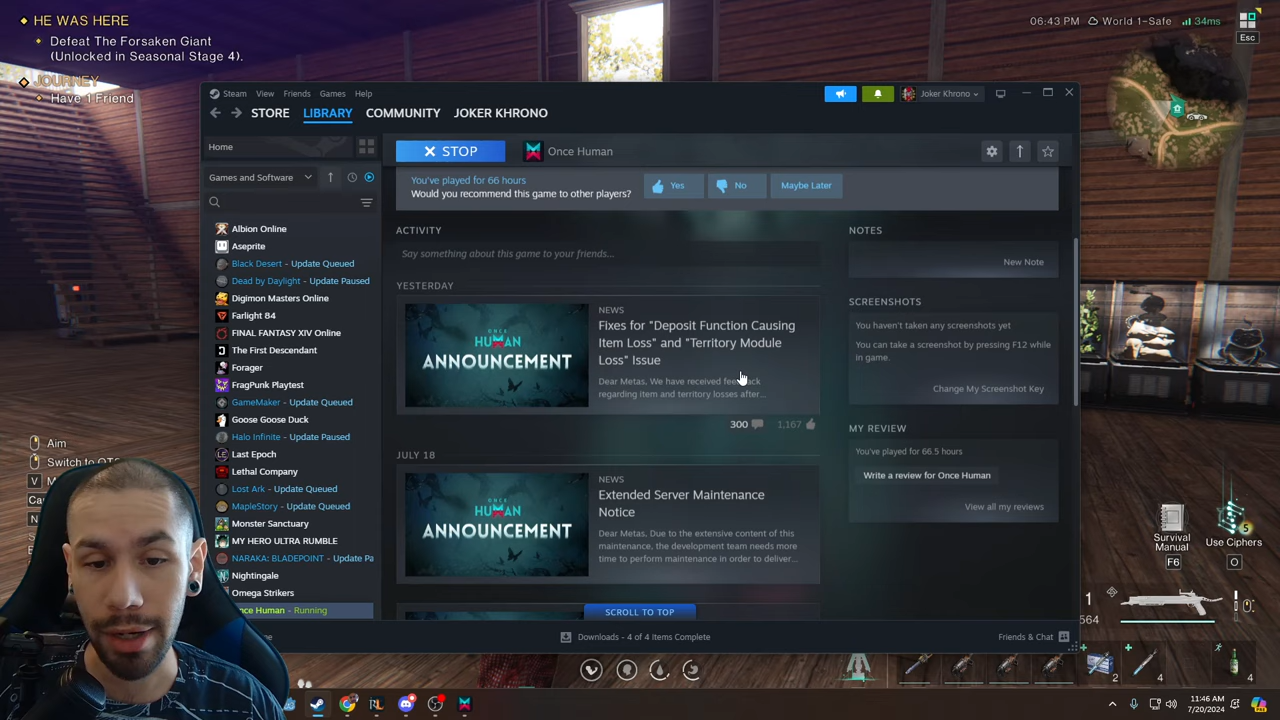 HE WAS HERE
Defeat The Forsaken Giant
(Unlocked in Seasonal Stage 4).
JOURNEY
Have 1 Friend
06:43 PM World 1-Safe 34ms
Esc
Steam View Friends Games Help
Joker Khrono
STORE LIBRARY COMMUNITY JOKER KHRONO
Home
STOP
Once Human
Games and Software
You've played for 66 hours
Would you recommend this game to other players?
Yes No Maybe Later
ACTIVITY
Say something about this game to your friends...
YESTERDAY
ONCE HUMAN
ANNOUNCEMENT
NEWS
Fixes for "Deposit Function Causing
Item Loss" and "Territory Module
Loss" Issue
Dear Metas, We have received
regarding item and territory losses after...
300 1,167
JULY 18
ONCE HUMAN
ANNOUNCEMENT
NEWS
Extended Server Maintenance
Notice
Dear Metas, Due to the extensive content of this
maintenance, the development team needs more
time to perform maintenance in order to deliver...
SCROLL TO TOP
NOTES
New Note
SCREENSHOTS
You haven't taken any screenshots yet
You can take a screenshot by pressing F12 while
in game.
Change My Screenshot Key
MY REVIEW
You've played for 66.5 hours
Write a review for Once Human
View all my reviews
Albion Online
Aseprite
Black Desert - Update Queued
Dead by Daylight - Update Paused
Digimon Masters Online
Farlight 84
FINAL FANTASY XIV Online
The First Descendant
Forager
FragPunk Playtest
GameMaker - Update Queued
Goose Goose Duck
Halo Infinite - Update Paused
Last Epoch
Lethal Company
Lost Ark - Update Queued
MapleStory - Update Queued
Monster Sanctuary
MY HERO ULTRA RUMBLE
NARAKA: BLADEPOINT - Update Pa
Nightingale
Omega Strikers
Once Human - Running
Downloads - 4 of 4 Items Complete
Friends & Chat
Aim
V
N
Survival
Manual
F6
Use Ciphers
O
5
1
564
2 4 4
11:46 AM
7/20/2024